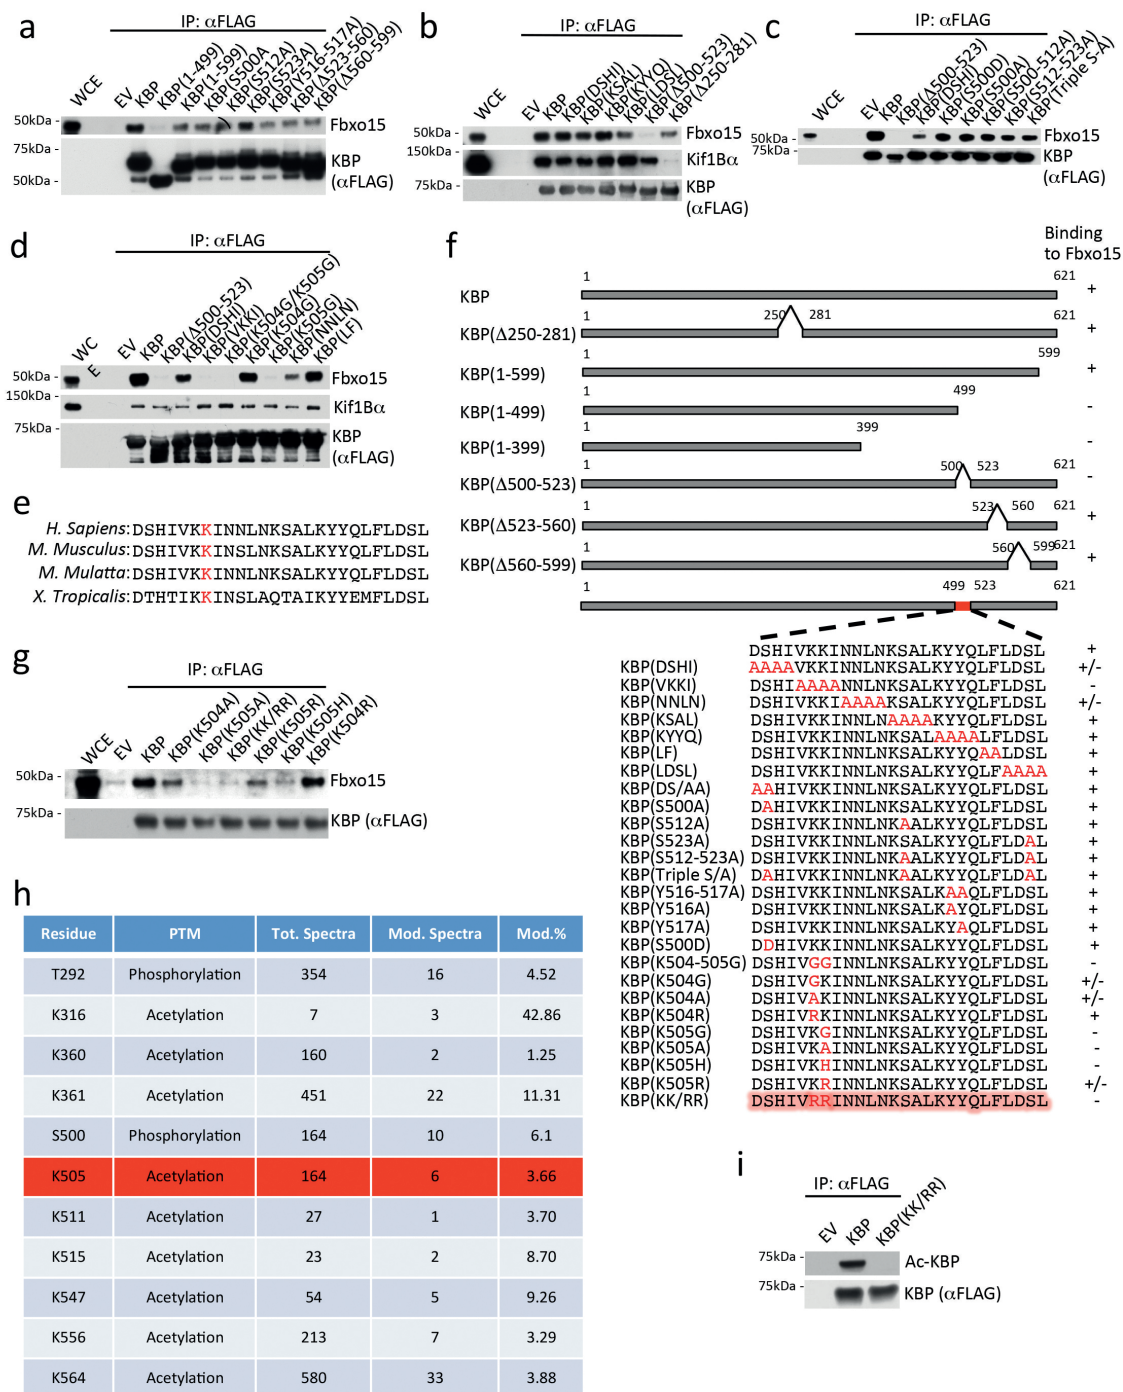 a
IP: αFLAG
WCE
EV
KBP
KBP(1-499)
KBP(1-599)
KBP(S500A)
KBP(S512A)
KBP(S523A)
KBP(Y516-517A)
KBP(Δ523-560)
KBP(Δ560-599)
50kDa -
Fbxo15
75kDa -
50kDa -
KBP
(αFLAG)
b
IP: αFLAG
WCE
EV
KBP
KBP(DSHI)
KBP(KSAL)
KBP(KYYQ)
KBP(LDSL)
KBP(Δ500-523)
KBP(Δ250-281)
50kDa -
Fbxo15
150kDa -
Kif1Bα
75kDa -
KBP
(αFLAG)
c
IP: αFLAG
WCE
EV
KBP
KBP(Δ500-523)
KBP(DSHI)
KBP(S500D)
KBP(S500A)
KBP(S500-512A)
KBP(S512-523A)
KBP(Triple S-A)
50kDa -
Fbxo15
75kDa -
KBP
(αFLAG)
d
IP: αFLAG
WC
E
EV
KBP
KBP(Δ500-523)
KBP(DSHI)
KBP(VKKI)
KBP(K504G/K505G)
KBP(K504G)
KBP(K505G)
KBP(NNLN)
KBP(LF)
50kDa -
Fbxo15
150kDa -
Kif1Bα
75kDa -
KBP
(αFLAG)
e
H. Sapiens: DSHIVKKINNLNKSALKYYQLFLDSL
M. Musculus: DSHIVKKINSLNKSALKYYQLFLDSL
M. Mulatta: DSHIVKKINNLNKSALKYYQLFLDSL
X. Tropicalis: DTHTIKKINSLAQTAIKYYEMFLDSL
f
Binding
to Fbxo15
KBP 1 621 +
KBP(Δ250-281) 1 250 281 621 +
KBP(1-599) 1 599 +
KBP(1-499) 1 499 -
KBP(1-399) 1 399 -
KBP(Δ500-523) 1 500 523 621 -
KBP(Δ523-560) 1 523 560 621 +
KBP(Δ560-599) 1 560 599 621 +
1 499 523 621
DSHIVKKINNLNKSALKYYQLFLDSL +
KBP(DSHI) AAAAVKKINNLNKSALKYYQLFLDSL +/-
KBP(VKKI) DSHIAAAANNLNKSALKYYQLFLDSL -
KBP(NNLN) DSHIVKKIAAAAKSALKYYQLFLDSL +/-
KBP(KSAL) DSHIVKKINNLNAAAAKYYQLFLDSL +
KBP(KYYQ) DSHIVKKINNLNKSALAAAALFLDSL +
KBP(LF) DSHIVKKINNLNKSALKYYQAALDSL +
KBP(LDSL) DSHIVKKINNLNKSALKYYQLFAAAA +
KBP(DS/AA) AAHIVKKINNLNKSALKYYQLFLDSL +
KBP(S500A) DAHIVKKINNLNKSALKYYQLFLDSL +
KBP(S512A) DSHIVKKINNLNKAALKYYQLFLDSL +
KBP(S523A) DSHIVKKINNLNKSALKYYQLFLDAL +
KBP(S512-523A) DSHIVKKINNLNKAALKYYQLFLDAL +
KBP(Triple S/A) DAHIVKKINNLNKAALKYYQLFLDAL +
KBP(Y516-517A) DSHIVKKINNLNKSALKAAQLFLDSL +
KBP(Y516A) DSHIVKKINNLNKSALKAYQLFLDSL +
KBP(Y517A) DSHIVKKINNLNKSALKYAQLFLDSL +
KBP(S500D) DDHIVKKINNLNKSALKYYQLFLDSL +
KBP(K504-505G) DSHIVGGINNLNKSALKYYQLFLDSL -
KBP(K504G) DSHIVGKINNLNKSALKYYQLFLDSL +/-
KBP(K504A) DSHIVAKINNLNKSALKYYQLFLDSL +/-
KBP(K504R) DSHIVRKINNLNKSALKYYQLFLDSL +
KBP(K505G) DSHIVKGINNLNKSALKYYQLFLDSL -
KBP(K505A) DSHIVKAINNLNKSALKYYQLFLDSL -
KBP(K505H) DSHIVKHINNLNKSALKYYQLFLDSL -
KBP(K505R) DSHIVKRINNLNKSALKYYQLFLDSL +/-
KBP(KK/RR) DSHIVRRINNLNKSALKYYQLFLDSL -
g
IP: αFLAG
WCE
EV
KBP
KBP(K504A)
KBP(K505A)
KBP(KK/RR)
KBP(K505R)
KBP(K505H)
KBP(K504R)
50kDa -
Fbxo15
75kDa -
KBP (αFLAG)
h
Residue PTM Tot. Spectra Mod. Spectra Mod.%
T292 Phosphorylation 354 16 4.52
K316 Acetylation 7 3 42.86
K360 Acetylation 160 2 1.25
K361 Acetylation 451 22 11.31
S500 Phosphorylation 164 10 6.1
K505 Acetylation 164 6 3.66
K511 Acetylation 27 1 3.70
K515 Acetylation 23 2 8.70
K547 Acetylation 54 5 9.26
K556 Acetylation 213 7 3.29
K564 Acetylation 580 33 3.88
i
IP: αFLAG
EV
KBP
KBP(KK/RR)
75kDa -
Ac-KBP
75kDa -
KBP (αFLAG)